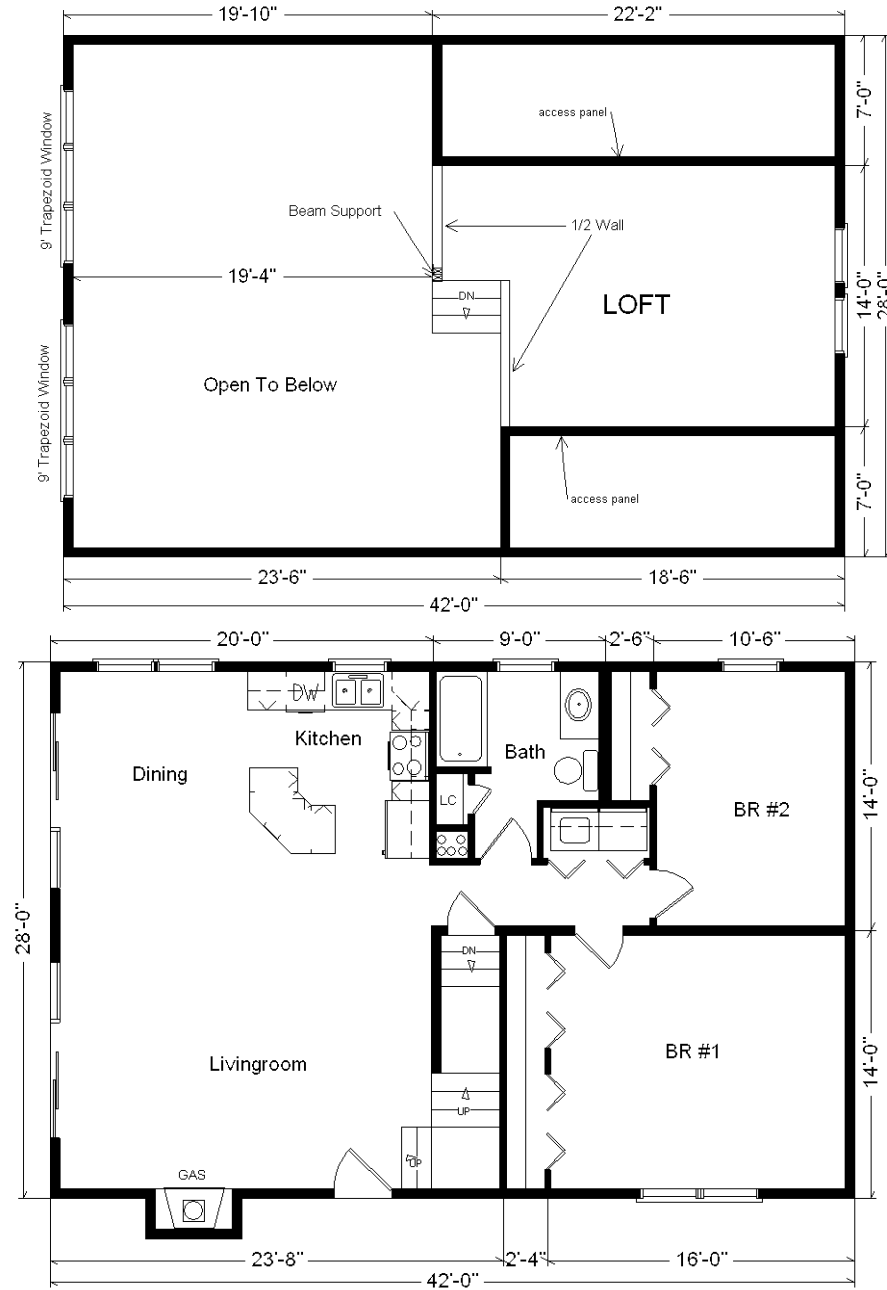 19'-10"
22'-2"
7'-0"
access panel
9' Trapezoid Window
Beam Support
1/2 Wall
19'-4"
DN
LOFT
14'-0"
28'-0"
Open To Below
9' Trapezoid Window
access panel
7'-0"
23'-6"
18'-6"
42'-0"
20'-0"
9'-0"
2'-6"
10'-6"
DW
Kitchen
Bath
Dining
LC
BR #2
14'-0"
28'-0"
DN
BR #1
Livingroom
14'-0"
UP
UP
GAS
23'-8"
2'-4"
16'-0"
42'-0"